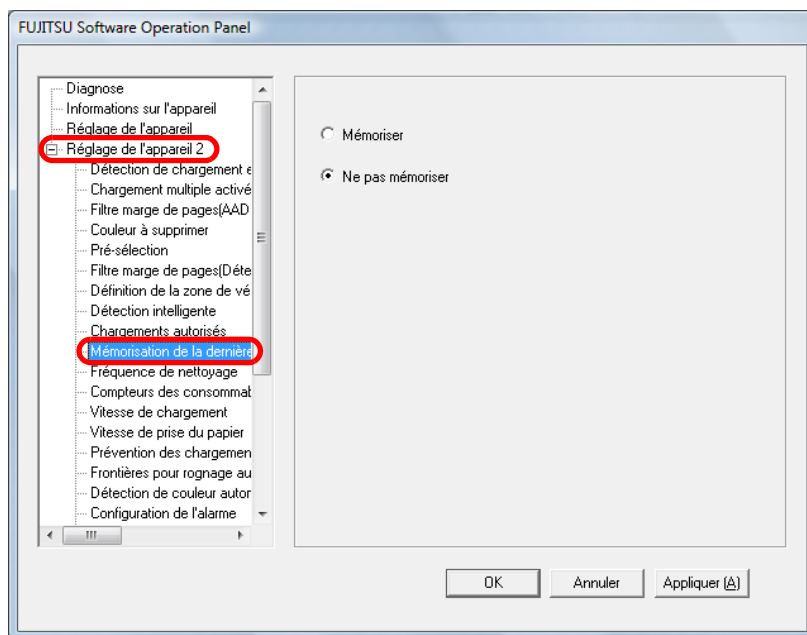 FUJITSU Software Operation Panel
Diagnose
Informations sur l'appareil
Réglage de l'appareil
Réglage de l'appareil 2
Détection de chargement e
Chargement multiple activé
Filtre marge de pages(AAD
Couleur à supprimer
Pré-sélection
Filtre marge de pages(Déte
Définition de la zone de vé
Détection intelligente
Chargements autorisés
Mémorisation de la dernière
Fréquence de nettoyage
Compteurs des consommat
Vitesse de chargement
Vitesse de prise du papier
Prévention des chargemen
Frontières pour rognage au
Détection de couleur autor
Configuration de l'alarme
Mémoriser
Ne pas mémoriser
OK
Annuler
Appliquer (A)